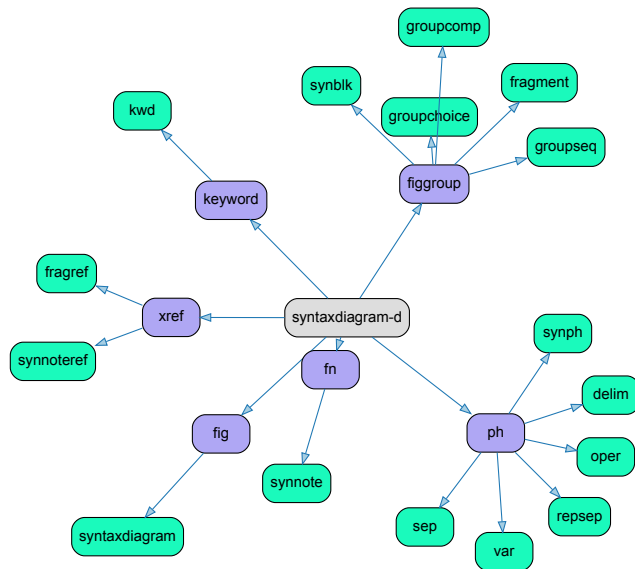 groupcomp
synblk
fragment
kwd
groupchoice
groupseq
figgroup
keyword
fragref
xref
syntaxdiagram-d
synph
synnoteref
fn
delim
fig
ph
oper
synnote
repsep
sep
syntaxdiagram
var